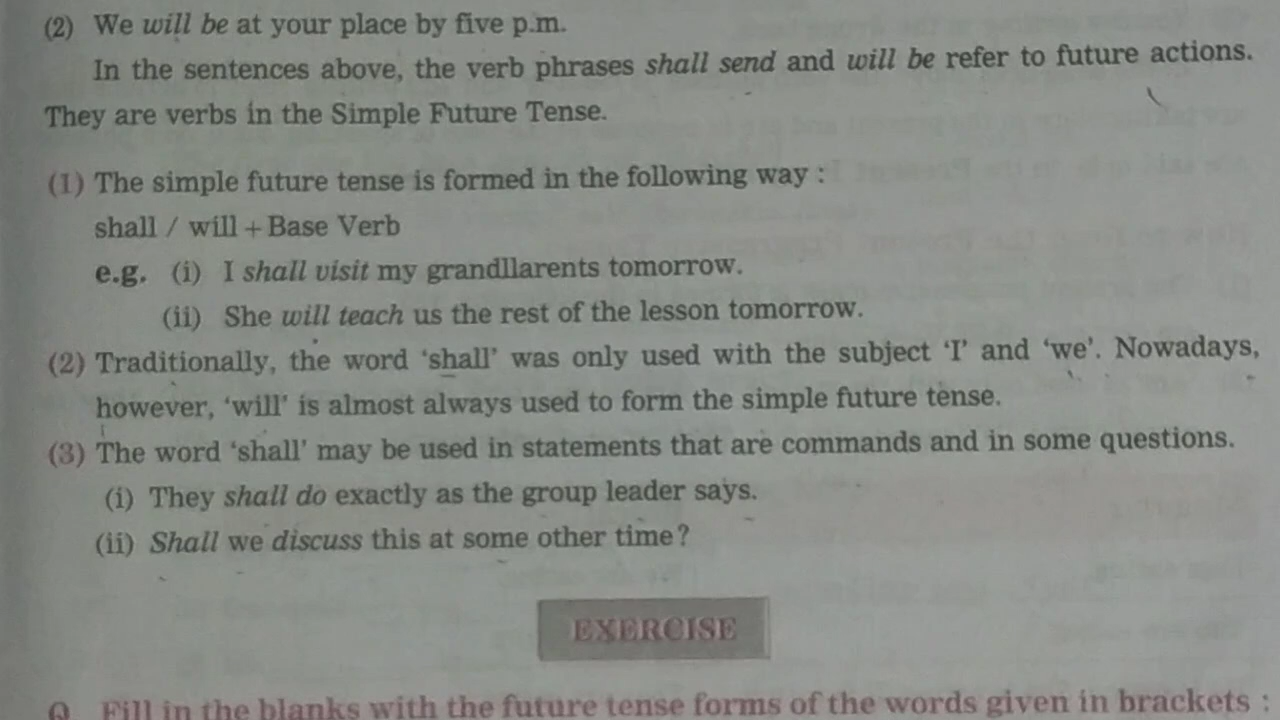 (2) We will be at your place by five p.m.
In the sentences above, the verb phrases shall send and will be refer to future actions.
They are verbs in the Simple Future Tense.
(1) The simple future tense is formed in the following way :
shall / will + Base Verb
e.g. (i) I shall visit my grandllarents tomorrow.
(ii) She will teach us the rest of the lesson tomorrow.
(2) Traditionally, the word ‘shall’ was only used with the subject ‘I’ and ‘we’. Nowadays,
however, ‘will’ is almost always used to form the simple future tense.
(3) The word ‘shall’ may be used in statements that are commands and in some questions.
(i) They shall do exactly as the group leader says.
(ii) Shall we discuss this at some other time?
EXERCISE
Q Fill in the blanks with the future tense forms of the words given in brackets :